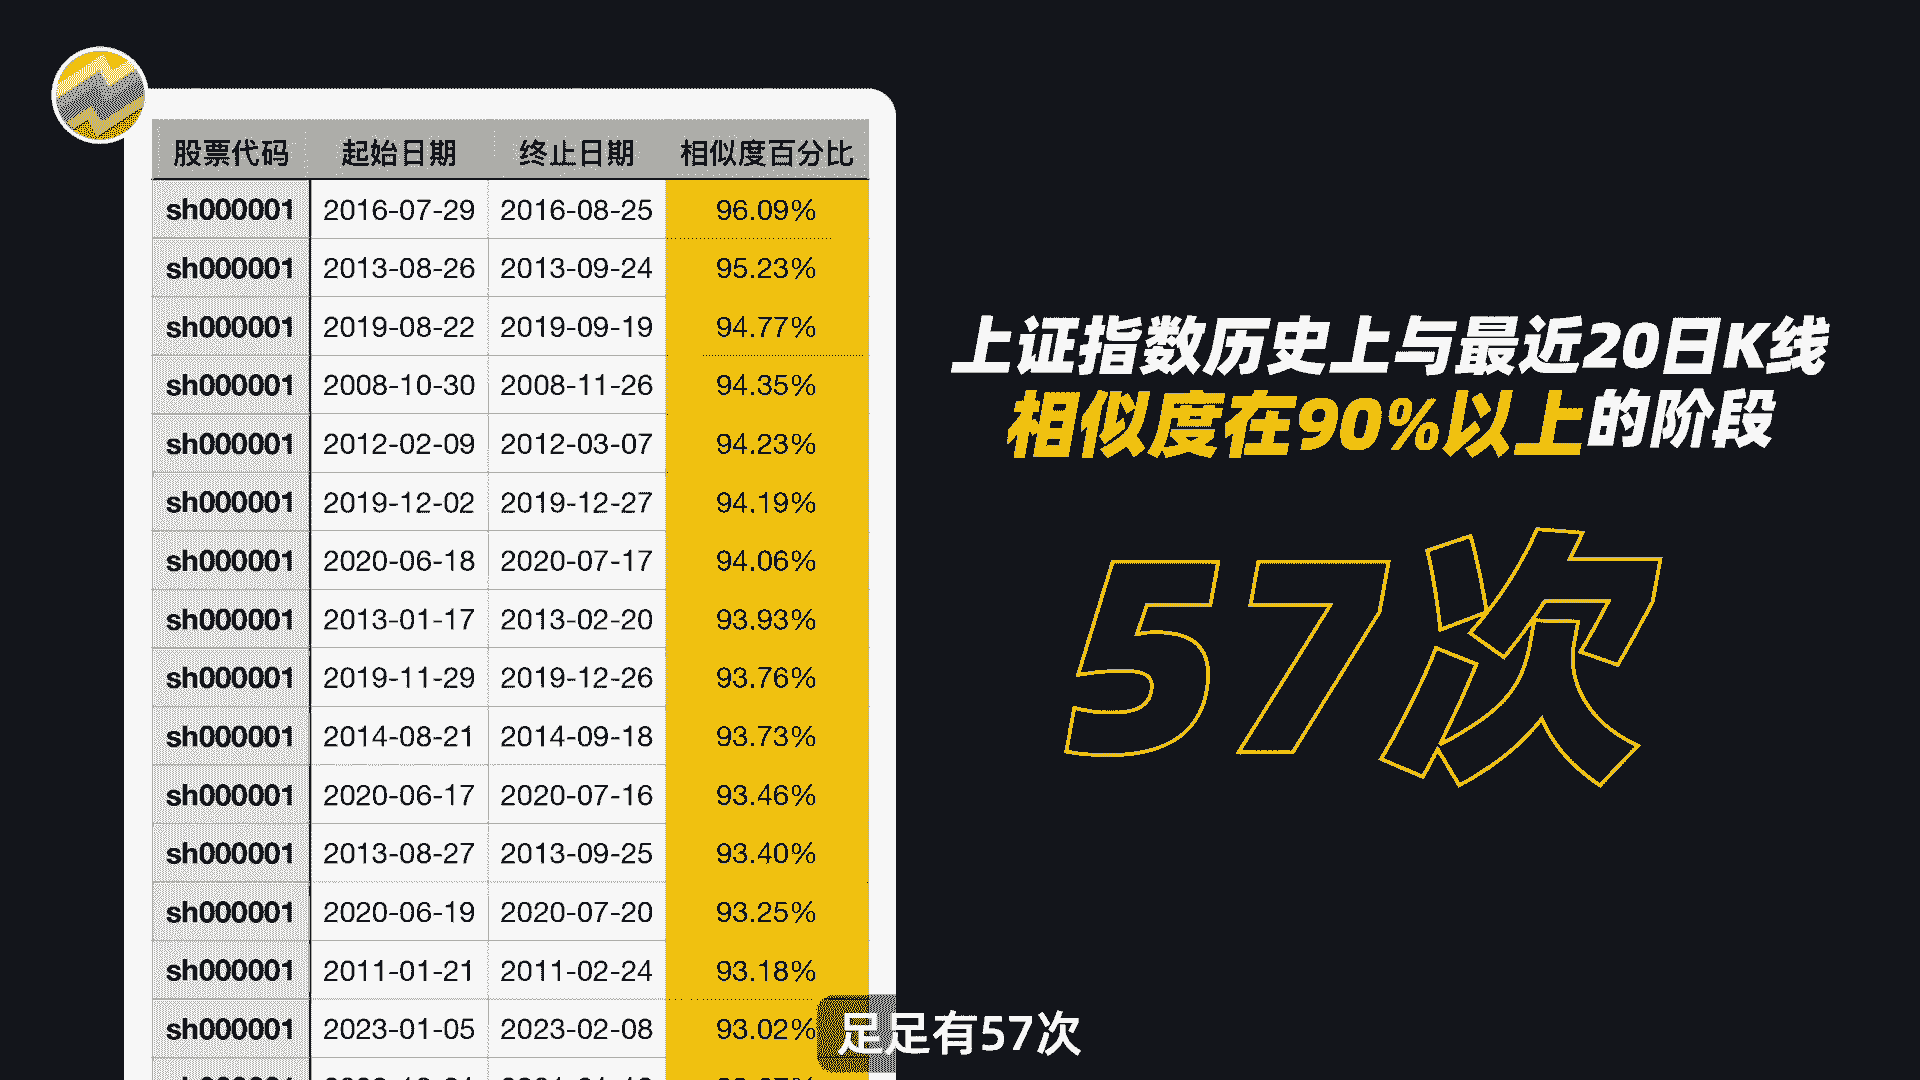 股票代码 起始日期 终止日期 相似度百分比
sh000001 2016-07-29 2016-08-25 96.09%
sh000001 2013-08-26 2013-09-24 95.23%
sh000001 2019-08-22 2019-09-19 94.77%
sh000001 2008-10-30 2008-11-26 94.35%
sh000001 2012-02-09 2012-03-07 94.23%
sh000001 2019-12-02 2019-12-27 94.19%
sh000001 2020-06-18 2020-07-17 94.06%
sh000001 2013-01-17 2013-02-20 93.93%
sh000001 2019-11-29 2019-12-26 93.76%
sh000001 2014-08-21 2014-09-18 93.73%
sh000001 2020-06-17 2020-07-16 93.46%
sh000001 2013-08-27 2013-09-25 93.40%
sh000001 2020-06-19 2020-07-20 93.25%
sh000001 2011-01-21 2011-02-24 93.18%
sh000001 2023-01-05 2023-02-08 93.02%
上证指数历史上与最近20日K线
相似度在90%以上的阶段
57次
足足有57次